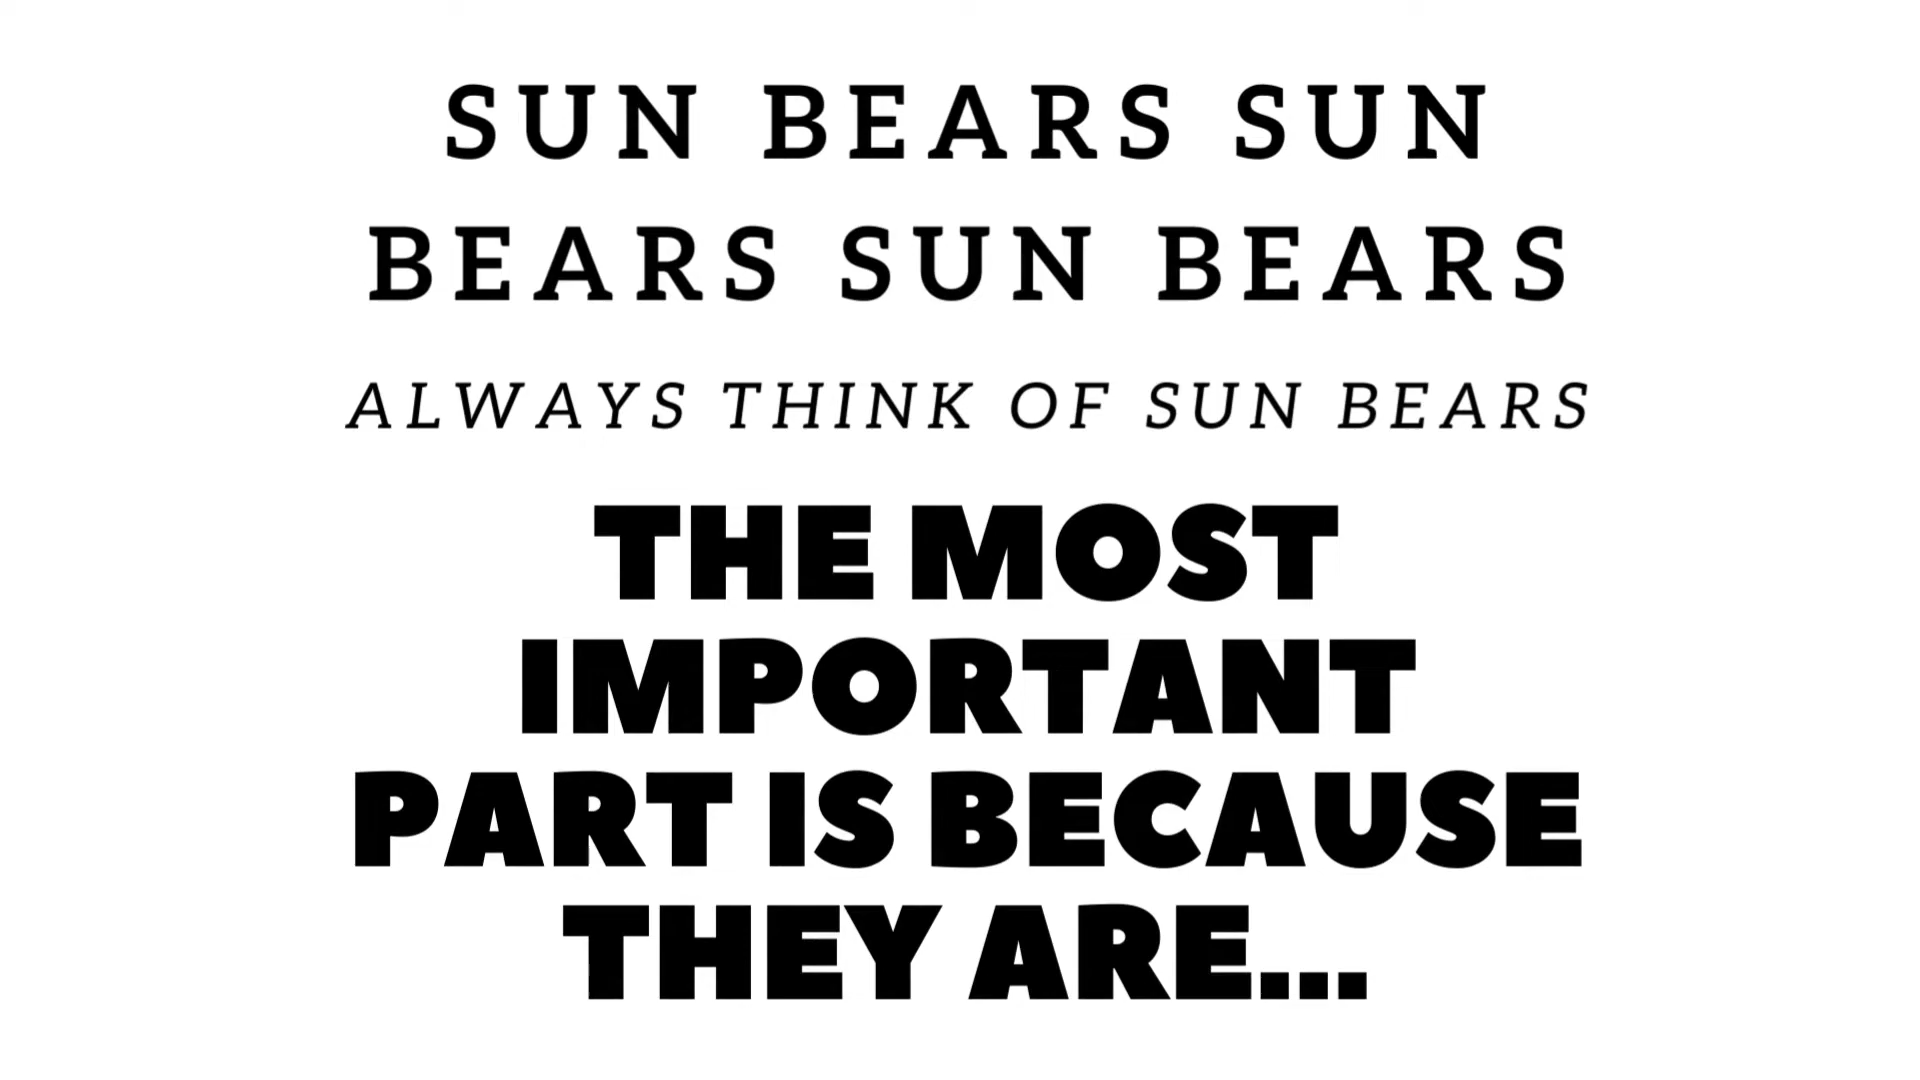 SUN BEARS SUN
BEARS SUN BEARS
ALWAYS THINK OF SUN BEARS
THE MOST
IMPORTANT
PART IS BECAUSE
THEY ARE...